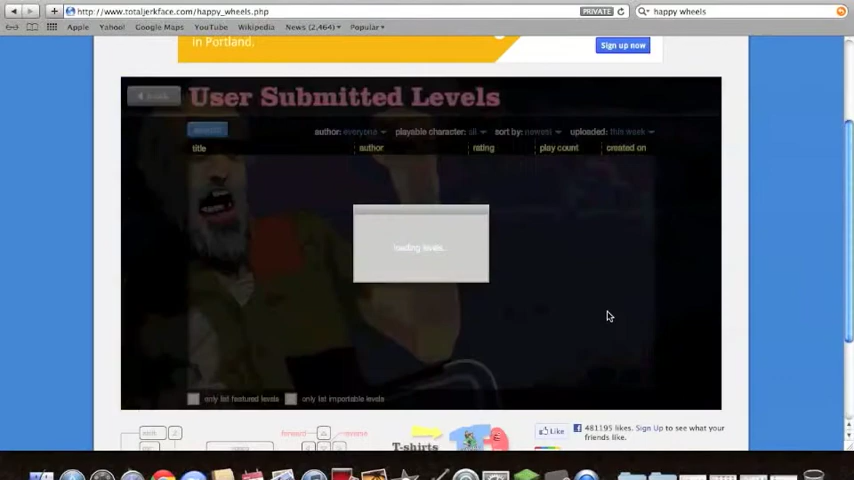 http://www.totaljerkface.com/happy_wheels.php PRIVATE happy wheels
Apple Yahoo! Google Maps YouTube Wikipedia News (2,464) Popular
in Portland.
Sign up now
User Submitted Levels
author: everyone playable character: all sort by: newest uploaded: this week
title author rating play count created on
loading levels..
only list featured levels only list importable levels
forward reverse
T-shirts
Like 481195 likes. Sign Up to see what your
friends like.